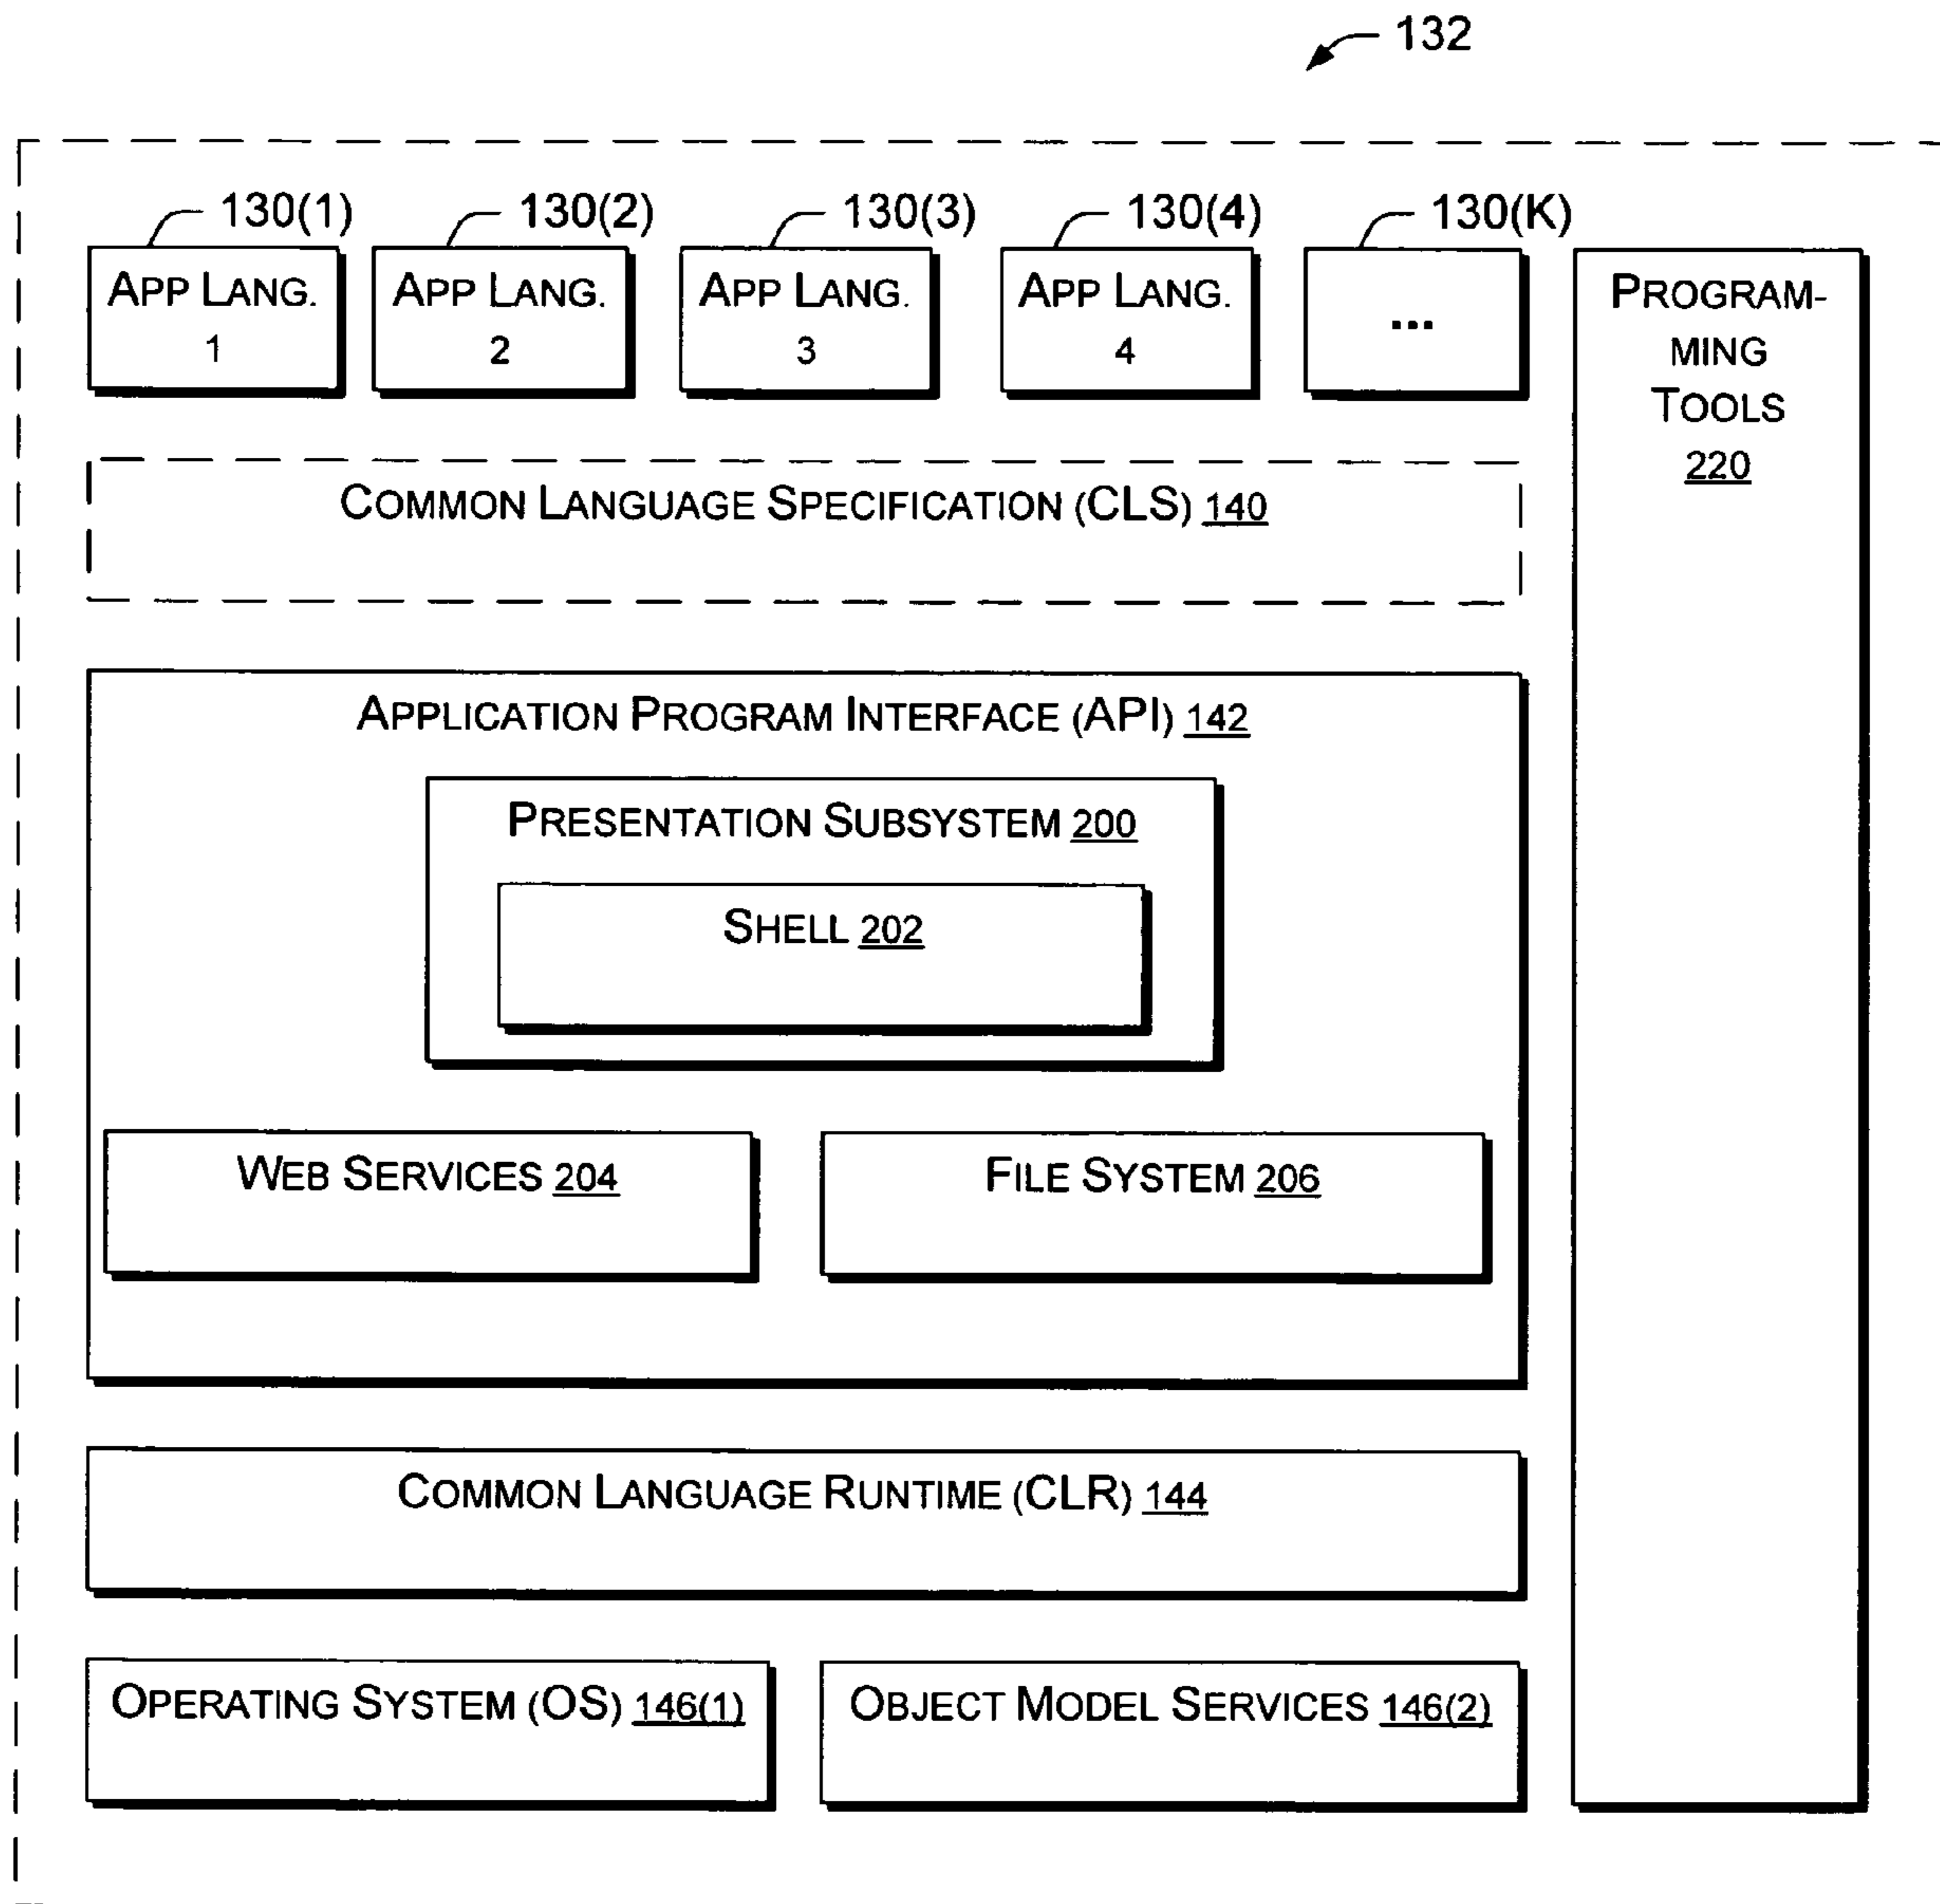 132
130(1) 130(2) 130(3) 130(4) 130(K)
APP LANG. 1
APP LANG. 2
APP LANG. 3
APP LANG. 4
...
PROGRAM-
MING
TOOLS
220
COMMON LANGUAGE SPECIFICATION (CLS) 140
APPLICATION PROGRAM INTERFACE (API) 142
PRESENTATION SUBSYSTEM 200
SHELL 202
WEB SERVICES 204
FILE SYSTEM 206
COMMON LANGUAGE RUNTIME (CLR) 144
OPERATING SYSTEM (OS) 146(1)
OBJECT MODEL SERVICES 146(2)